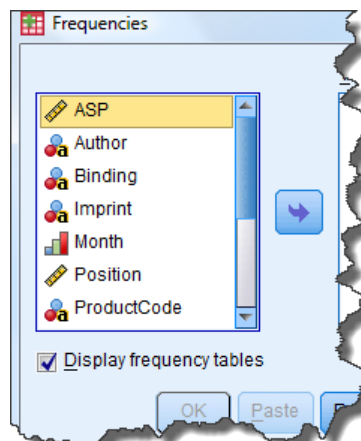 Frequencies
ASP
Author
Binding
Imprint
Month
Position
ProductCode
Display frequency tables
OK Paste